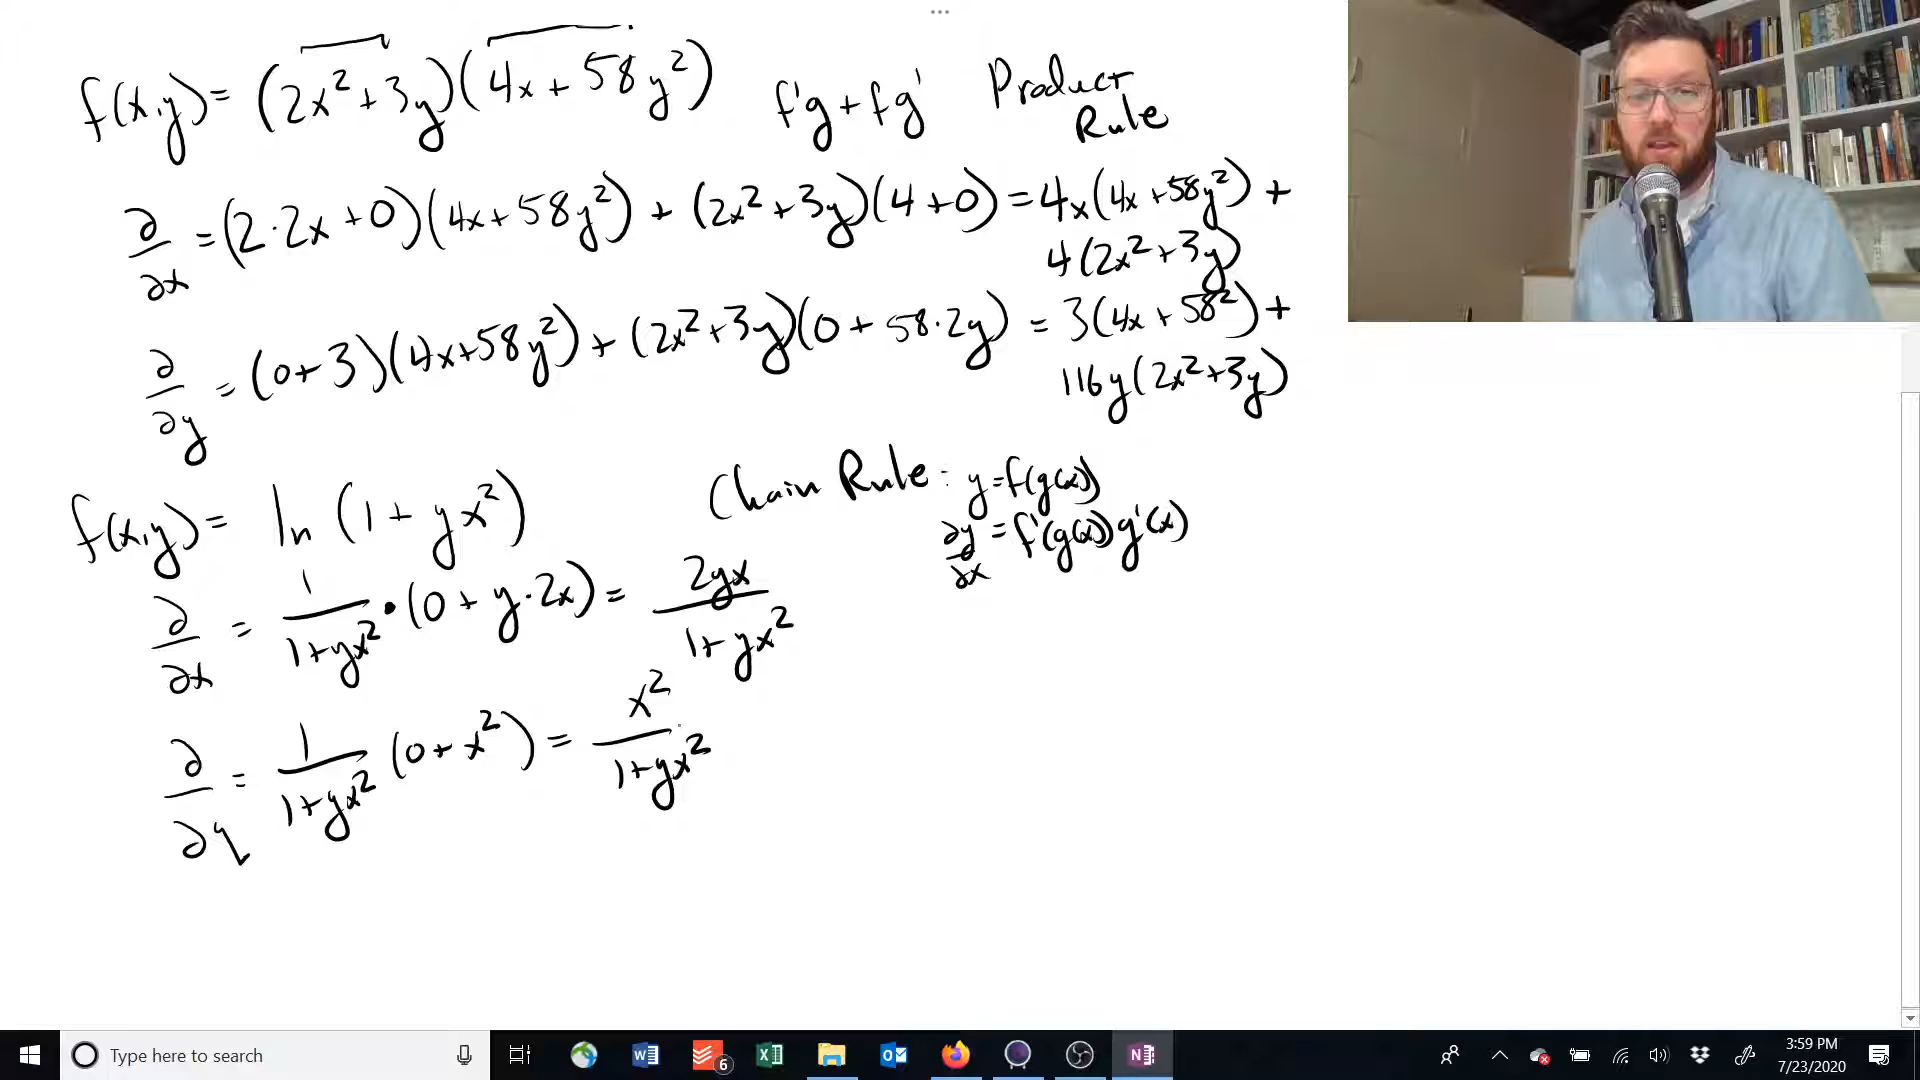 f(x,y) = (2x²+3y)(4x+58y²) f'g+fg' Product Rule
∂/∂x = (2·2x+0)(4x+58y²) + (2x²+3y)(4+0) = 4x(4x+58y²) +
4(2x²+3y)
∂/∂y = (0+3)(4x+58y²) + (2x²+3y)(0+58·2y) = 3(4x+58²) +
116y(2x²+3y)
f(x,y) = ln(1+yx²) Chain Rule: y=f(g(x))
∂y/∂x = f'(g(x))g'(x)
∂/∂x = 1/(1+yx²) • (0+y·2x) = 2yx/(1+yx²)
∂/∂y = 1/(1+yx²) (0+x²) = x²/(1+yx²)
Type here to search
6
3:59 PM
7/23/2020